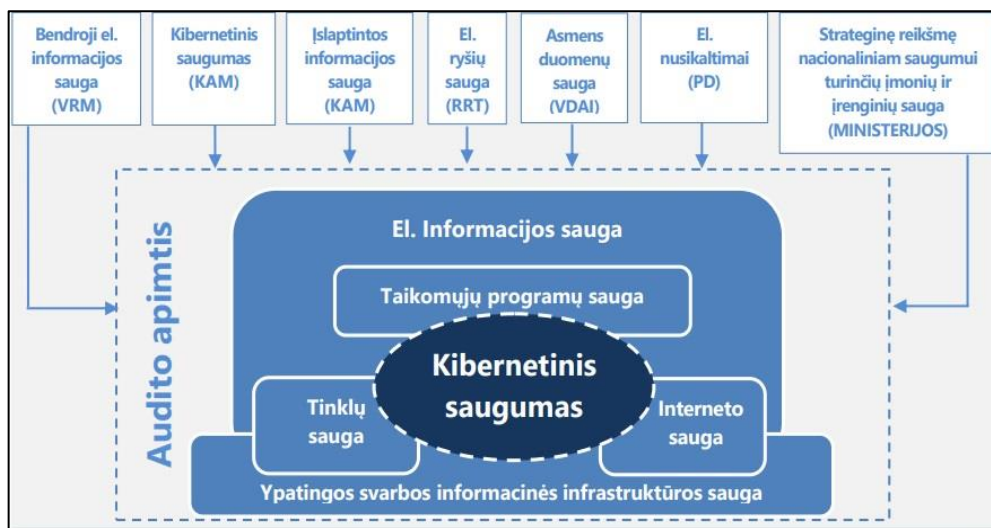 Bendroji el.
informacijos
sauga
(VRM)
Kibernetinis
saugumas
(KAM)
Įslaptintos
informacijos
sauga
(KAM)
El.
ryšių
sauga
(RRT)
Asmens
duomenų
sauga
(VDAI)
El.
nusikaltimai
(PD)
Strateginę reikšmę
nacionaliniam saugumui
turinčių įmonių ir
įrenginių sauga
(MINISTERIJOS)
Audito apimtis
El. Informacijos sauga
Taikomųjų programų sauga
Kibernetinis
saugumas
Tinklų
sauga
Interneto
sauga
Ypatingos svarbos informacinės infrastruktūros sauga